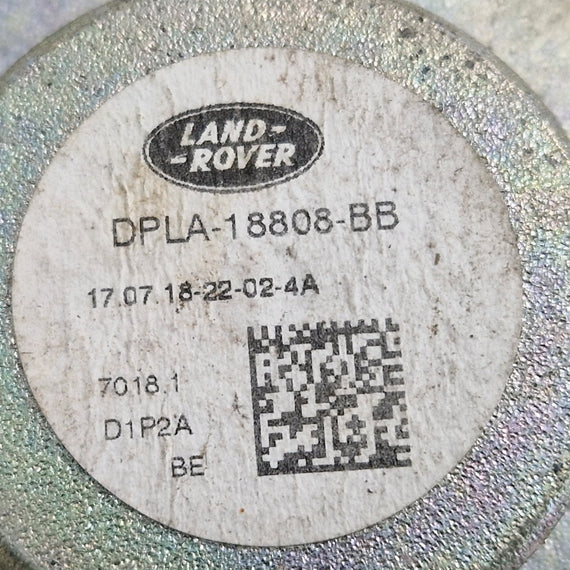 LAND-
-ROVER
DPLA-18808-BB
17.07.18-22-02-4A
7018.1
D1P2A
BE